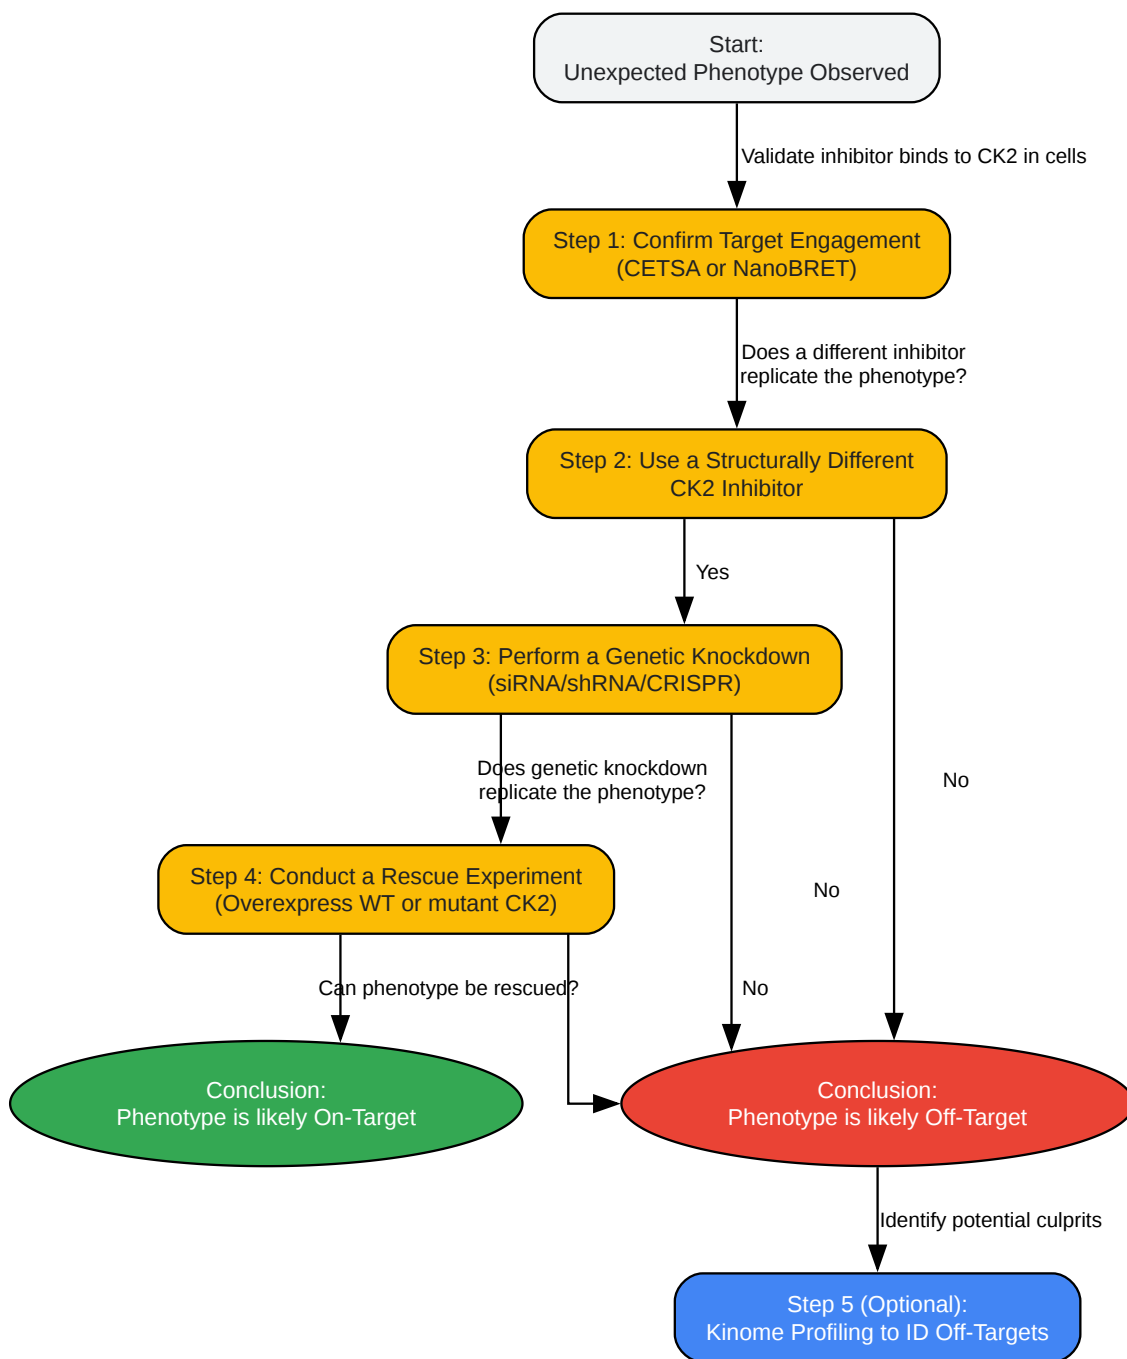 Start:
Unexpected Phenotype Observed
Validate inhibitor binds to CK2 in cells
Step 1: Confirm Target Engagement
(CETSA or NanoBRET)
Does a different inhibitor
replicate the phenotype?
Step 2: Use a Structurally Different
CK2 Inhibitor
Yes
Step 3: Perform a Genetic Knockdown
(siRNA/shRNA/CRISPR)
Does genetic knockdown
replicate the phenotype?
No
Step 4: Conduct a Rescue Experiment
(Overexpress WT or mutant CK2)
No
Can phenotype be rescued?
No
Conclusion:
Phenotype is likely On-Target
Conclusion:
Phenotype is likely Off-Target
Identify potential culprits
Step 5 (Optional):
Kinome Profiling to ID Off-Targets